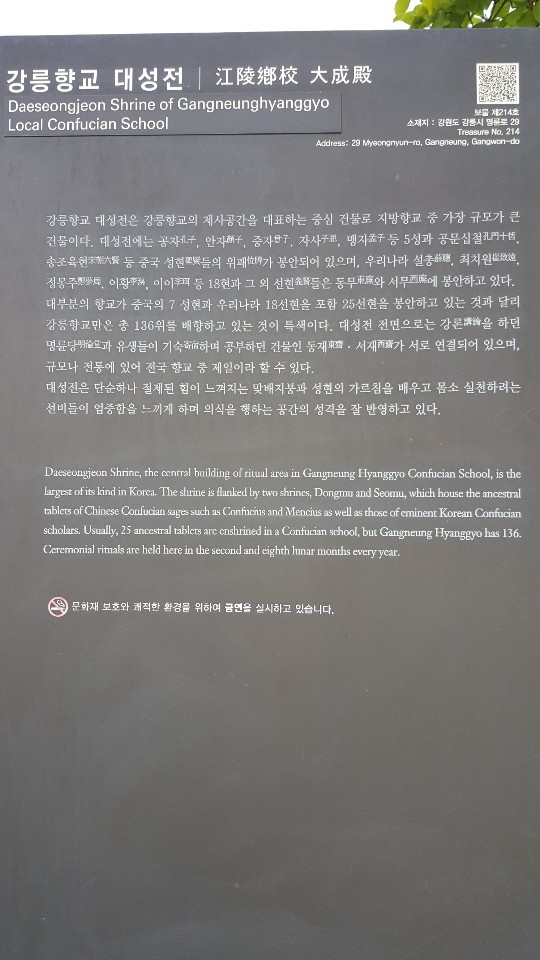 강릉향교 대성전 | 江陵鄕校 大成殿
Daeseongjeon Shrine of Gangneunghyanggyo
Local Confucian School
보물 제214호
소재지 : 강원도 강릉시 명륜로 29
Treasure No. 214
Address: 29 Myeongnyun-ro, Gangneung, Gangwon-do
강릉향교 대성전은 강릉향교의 제사공간을 대표하는 중심 건물로 지방향교 중 가장 규모가 큰
건물이다. 대성전에는 공자孔子, 안자顔子, 증자曾子, 자사子思, 맹자孟子 등 5성과 공문십철孔門十哲,
송조육현宋朝六賢 등 중국 성현聖賢들의 위패位牌가 봉안되어 있으며, 우리나라 설총薛聰, 최치원崔致遠,
정몽주鄭夢周, 이황李滉, 이이李珥 등 18현과 그 외 선현先賢들은 동무東廡와 서무西廡에 봉안하고 있다.
대부분의 향교가 중국의 7 성현과 우리나라 18선현을 포함 25선현을 봉안하고 있는 것과 달리
강릉향교만은 총 136위를 배향하고 있는 것이 특색이다. 대성전 전면으로는 강론講論을 하던
명륜당明倫堂과 유생들이 기숙寄宿하며 공부하던 건물인 동재東齋 · 서재西齋가 서로 연결되어 있으며,
규모나 전통에 있어 전국 향교 중 제일이라 할 수 있다.
대성전은 단순하나 절제된 힘이 느껴지는 맞배지붕과 성현의 가르침을 배우고 몸소 실천하려는
선비들이 엄중함을 느끼게 하며 의식을 행하는 공간의 성격을 잘 반영하고 있다.
Daeseongjeon Shrine, the central building of ritual area in Gangneung Hyanggyo Confucian School, is the
largest of its kind in Korea. The shrine is flanked by two shrines, Dongmu and Seomu, which house the ancestral
tablets of Chinese Confucian sages such as Confucius and Mencius as well as those of eminent Korean Confucian
scholars. Usually, 25 ancestral tablets are enshrined in a Confucian school, but Gangneung Hyanggyo has 136.
Ceremonial rituals are held here in the second and eighth lunar months every year.
문화재 보호와 쾌적한 환경을 위하여 금연을 실시하고 있습니다.